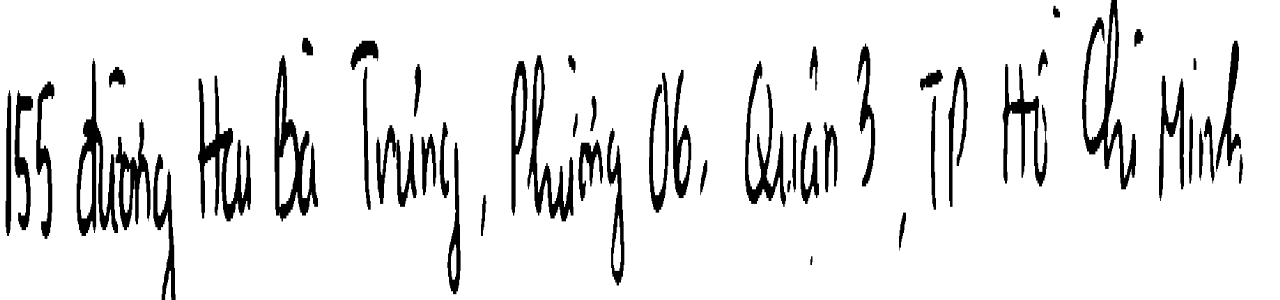 155 đường Hai Bà Trưng, Phường 06, Quận 3, TP Hồ Chí Minh